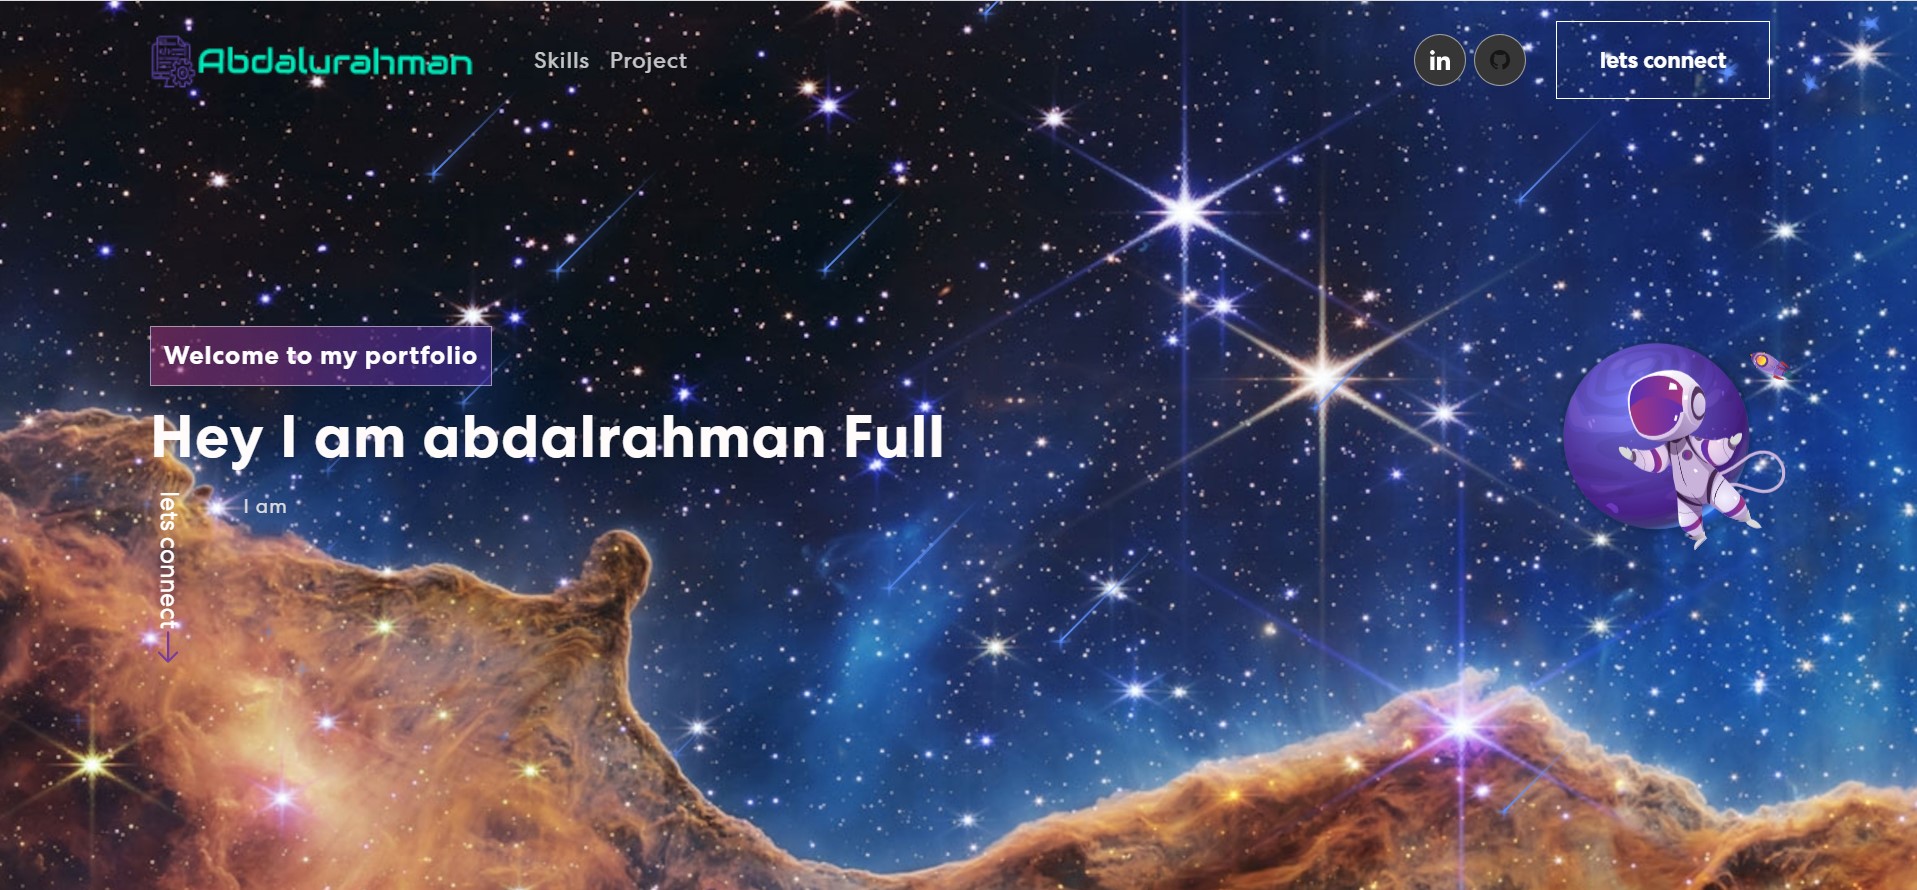 Abdalurahman
Skills
Project
in
lets connect
Welcome to my portfolio
Hey I am abdalrahman Full
I am
lets connect